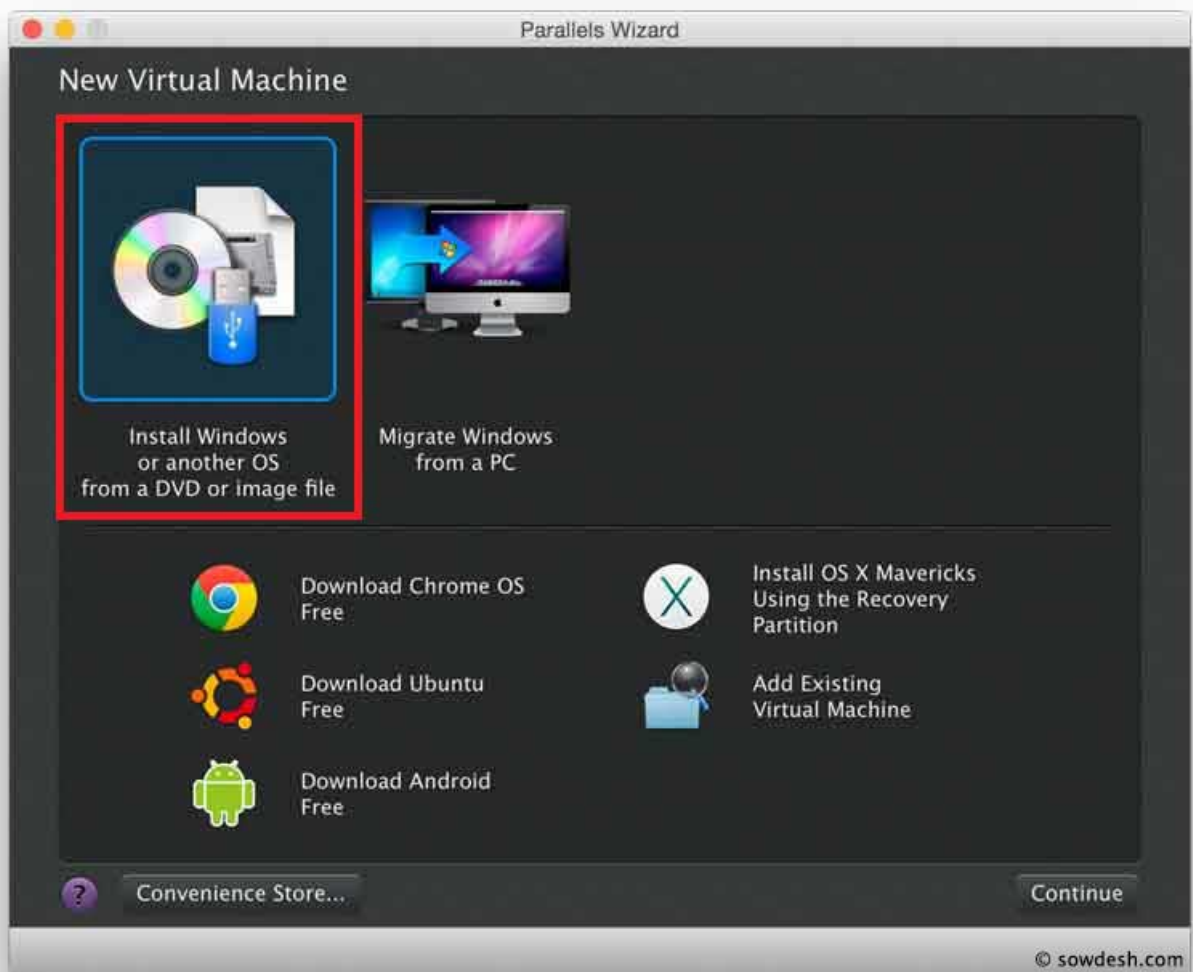 Parallels Wizard
New Virtual Machine
Install Windows
or another OS
from a DVD or image file
Migrate Windows
from a PC
Download Chrome OS
Free
Install OS X Mavericks
Using the Recovery
Partition
Download Ubuntu
Free
Add Existing
Virtual Machine
Download Android
Free
?
Convenience Store...
Continue
© sowdesh.com